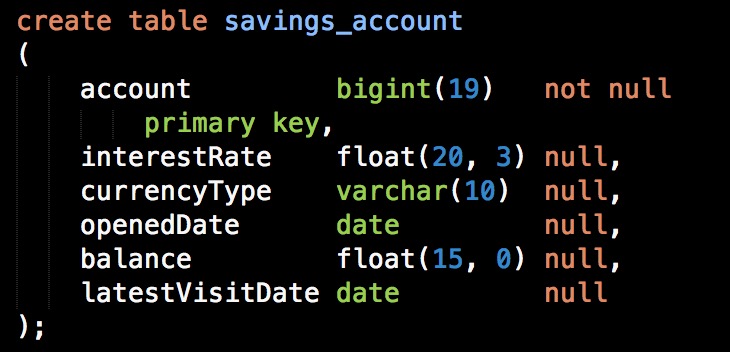 create table savings_account
(
account bigint(19) not null
primary key,
interestRate float(20, 3) null,
currencyType varchar(10) null,
openedDate date null,
balance float(15, 0) null,
latestVisitDate date null
);